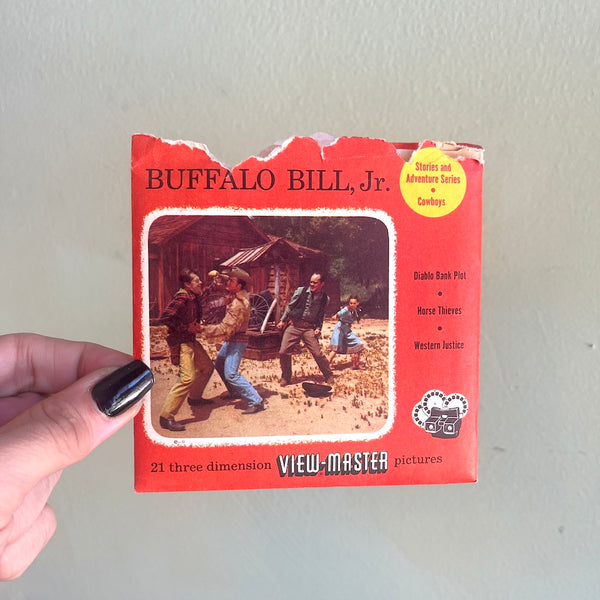 BUFFALO BILL, Jr.
Stories and
Adventure Series
•
Cowboys
Diablo Bank Plot
•
Horse Thieves
•
Western Justice
21 three dimension VIEW-MASTER pictures